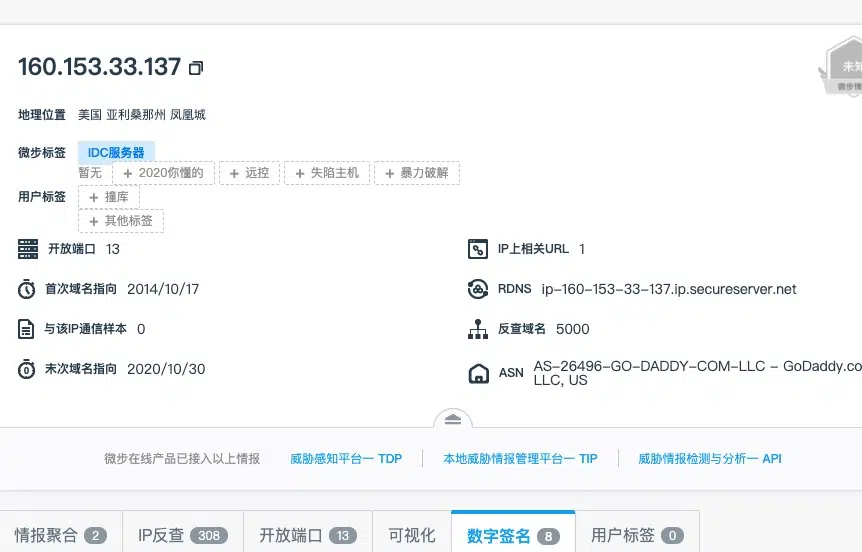 160.153.33.137
未知
微步情
地理位置 美国 亚利桑那州 凤凰城
微步标签 IDC服务器
暂无 + 2020你懂的 + 远控 + 失陷主机 + 暴力破解
用户标签 + 撞库
+ 其他标签
开放端口 13 IP上相关URL 1
首次域名指向 2014/10/17 RDNS ip-160-153-33-137.ip.secureserver.net
与该IP通信样本 0 反查域名 5000
末次域名指向 2020/10/30 ASN AS-26496-GO-DADDY-COM-LLC - GoDaddy.co
LLC, US
微步在线产品已接入以上情报 威胁感知平台一 TDP 本地威胁情报管理平台一 TIP 威胁情报检测与分析一 API
情报聚合 2 IP反查 308 开放端口 13 可视化 数字签名 8 用户标签 0